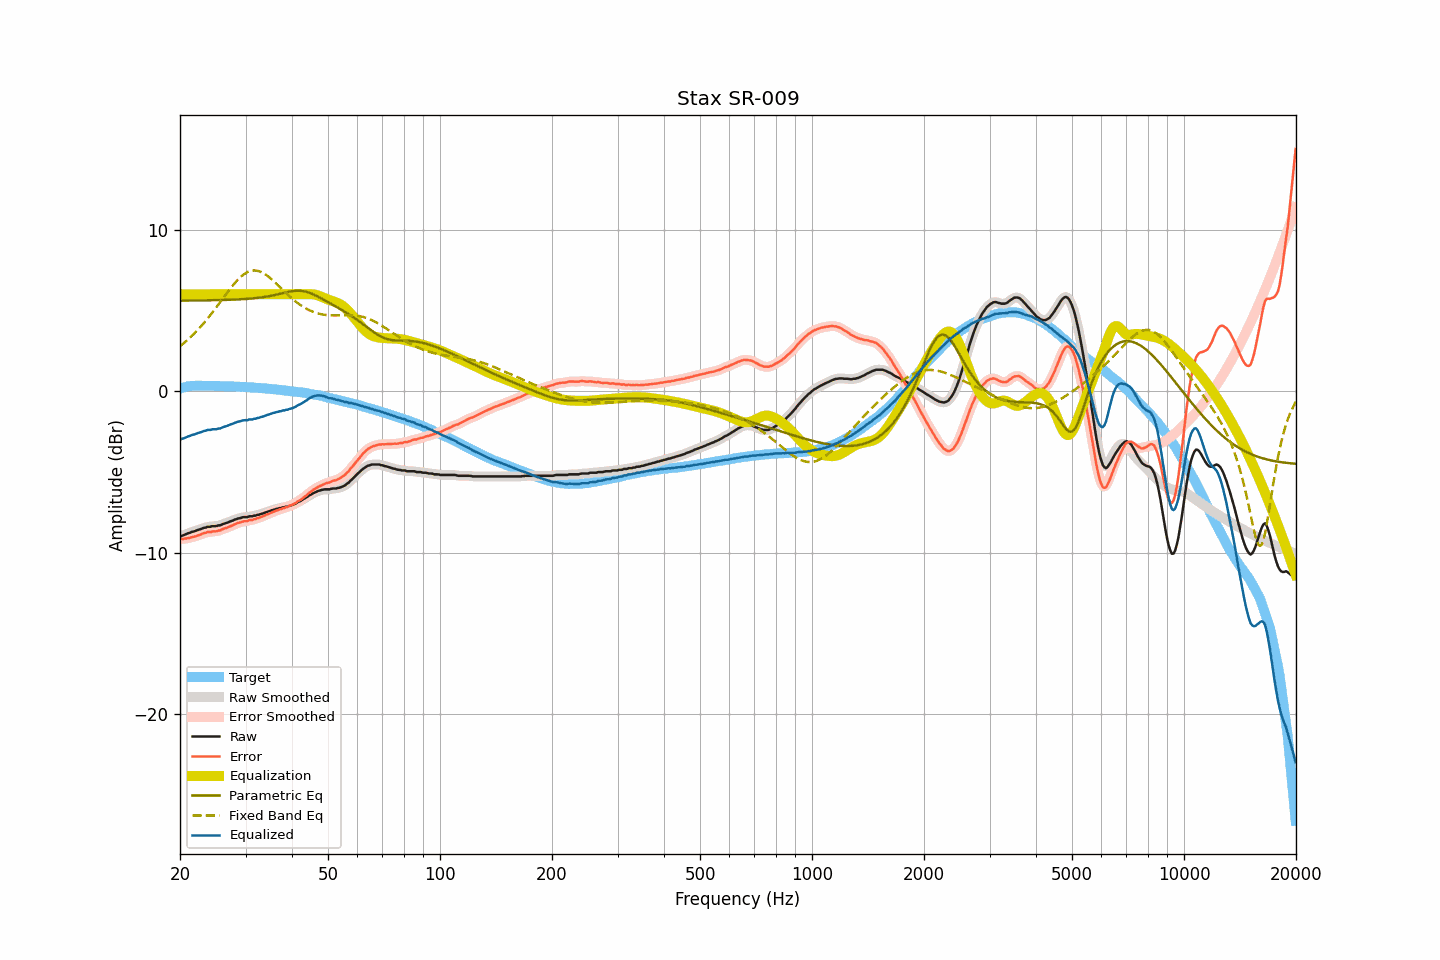 Stax SR-009
Amplitude (dBr)
10
0
−10
−20
Target
Raw Smoothed
Error Smoothed
Raw
Error
Equalization
Parametric Eq
Fixed Band Eq
Equalized
20 50 100 200 500 1000 2000 5000 10000 20000
Frequency (Hz)